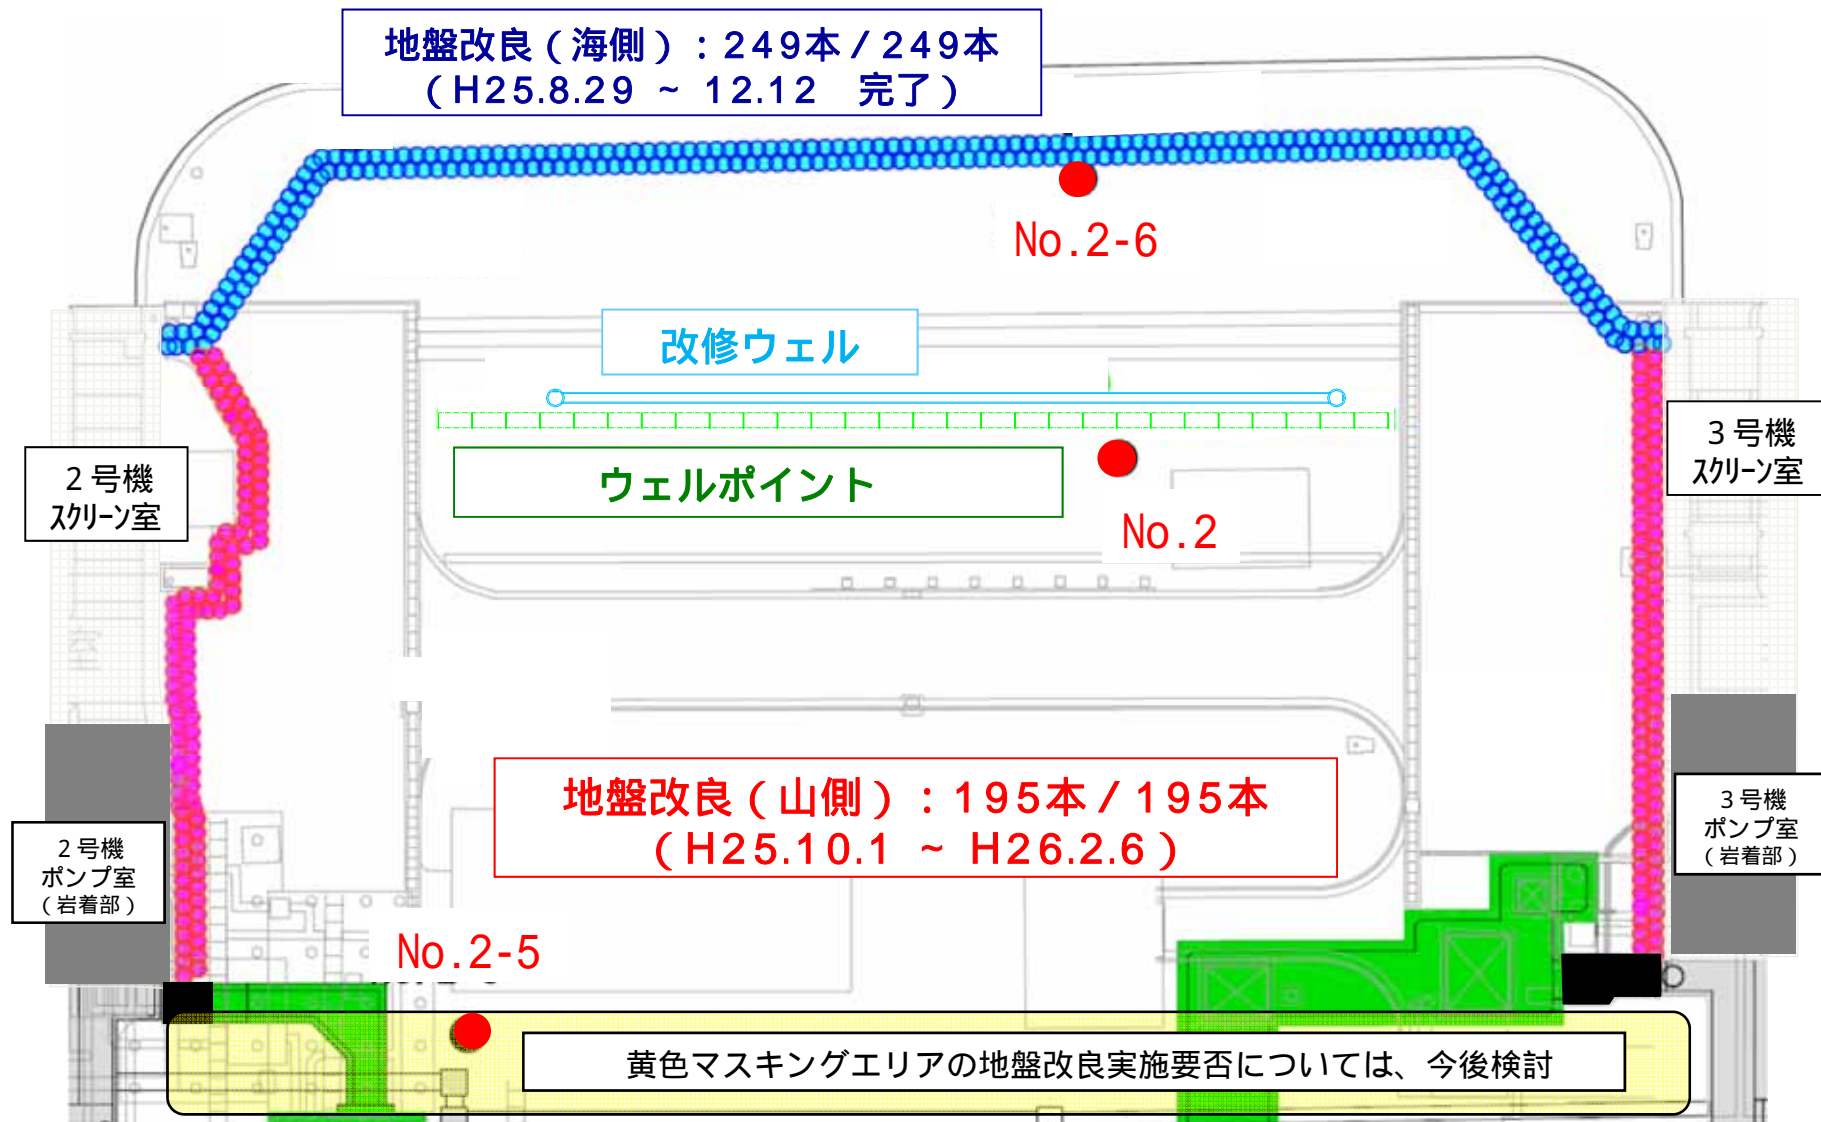 地盤改良（海側）：249本／249本
（H25.8.29 ～ 12.12　完了）
No.2-6
改修ウェル
2号機
ｽｸﾘｰﾝ室
3号機
ｽｸﾘｰﾝ室
ウェルポイント
No.2
地盤改良（山側）：195本／195本
（H25.10.1 ～ H26.2.6）
2号機
ポンプ室
（岩着部）
3号機
ポンプ室
（岩着部）
No.2-5
黄色マスキングエリアの地盤改良実施要否については、今後検討